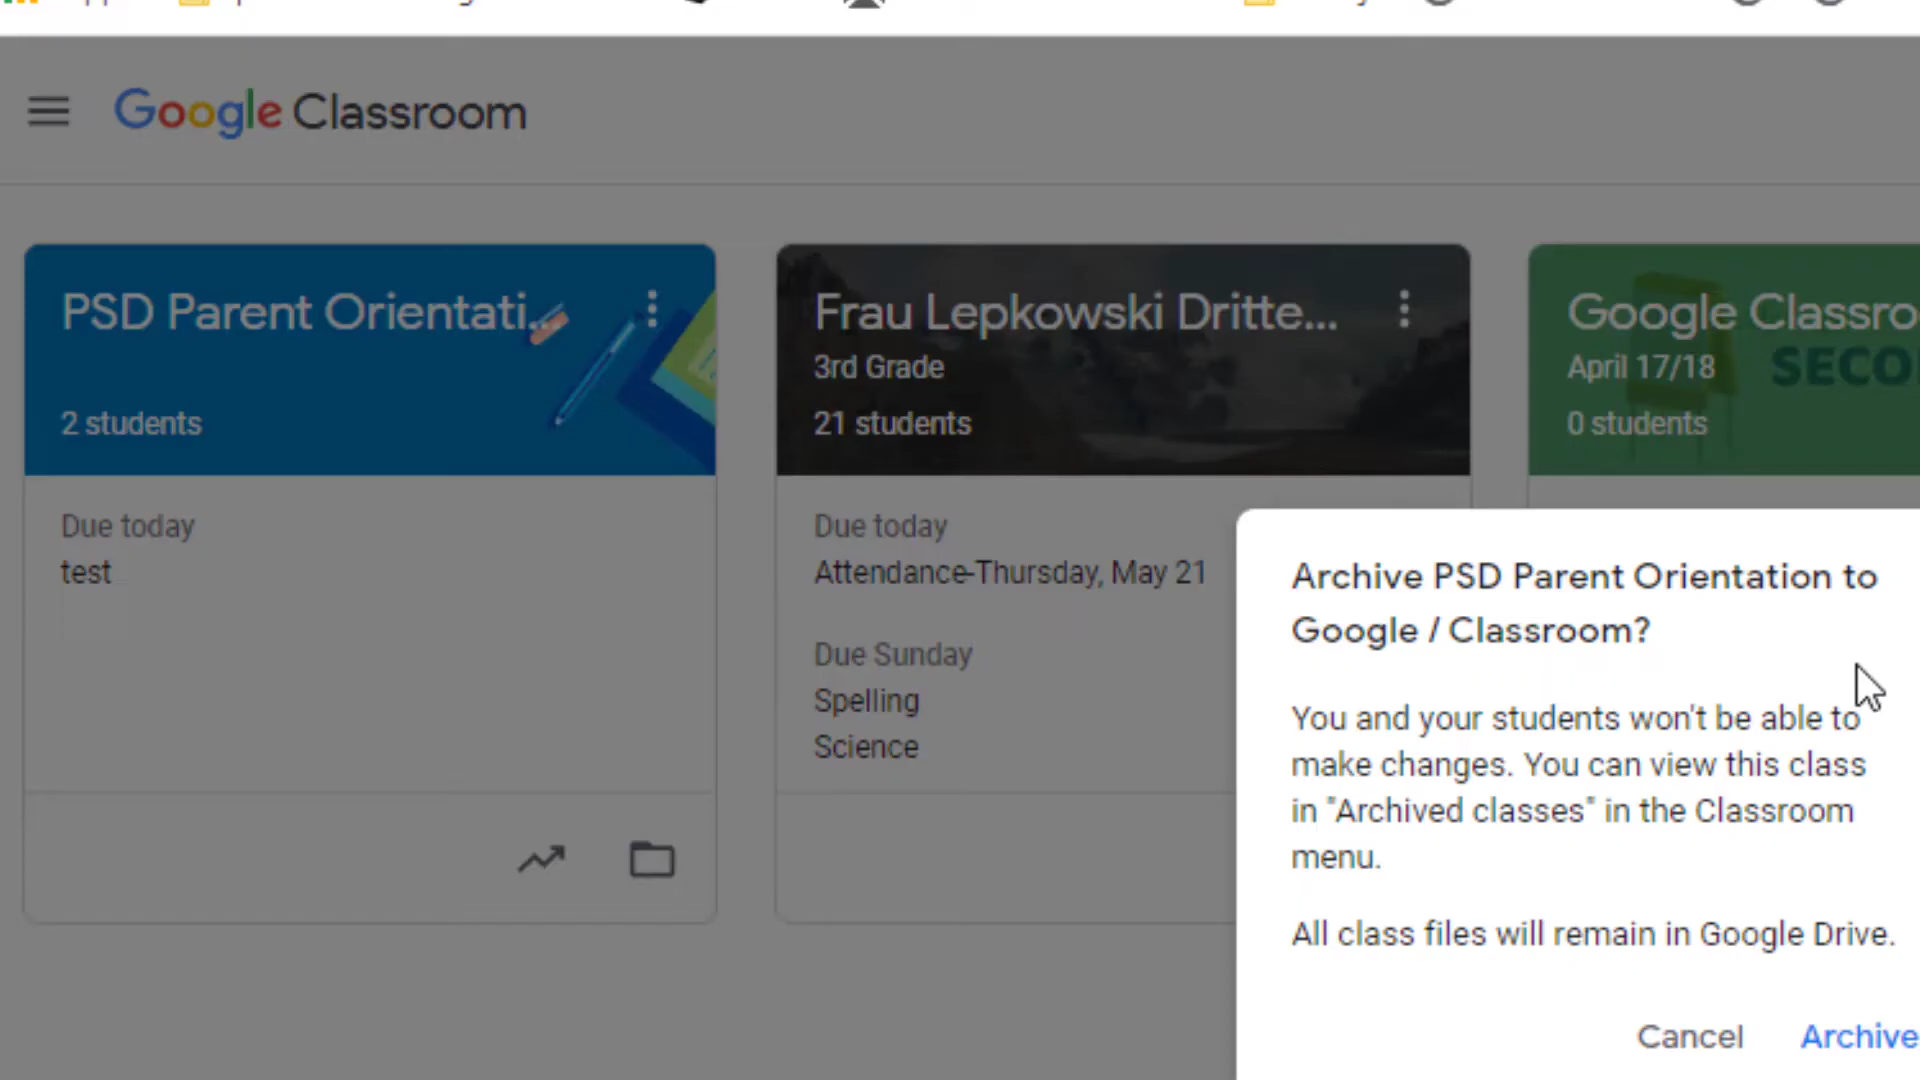 Google Classroom
PSD Parent Orientati...
2 students
Due today
test
Frau Lepkowski Dritte...
3rd Grade
21 students
Due today
Attendance-Thursday, May 21
Due Sunday
Spelling
Science
Google Classro
April 17/18
SECO
0 students
Archive PSD Parent Orientation to
Google / Classroom?
You and your students won't be able to
make changes. You can view this class
in "Archived classes" in the Classroom
menu.
All class files will remain in Google Drive.
Cancel
Archive